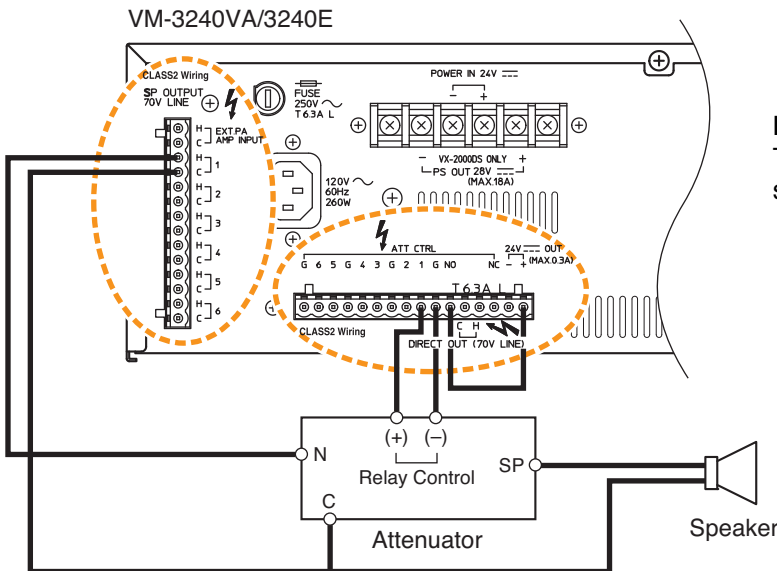 VM-3240VA/3240E
CLASS2 Wiring
SP OUTPUT
70V LINE
H EXT.PA
C AMP INPUT
H
C 1
H
C 2
H
C 3
H
C 4
H
C 5
H
C 6
FUSE
250V
T6.3A L
120V
60Hz
260W
POWER IN 24V
− +
− VX-2000DS ONLY +
PS OUT 28V
(MAX.18A)
ATT CTRL
24V OUT
(MAX.0.3A)
G 6 5 G 4 3 G 2 1 G NO NC − +
T 6.3A L
CLASS2 Wiring
C H
DIRECT OUT (70V LINE)
(+) (−)
Relay Control
N
SP
C
Attenuator
Speaker